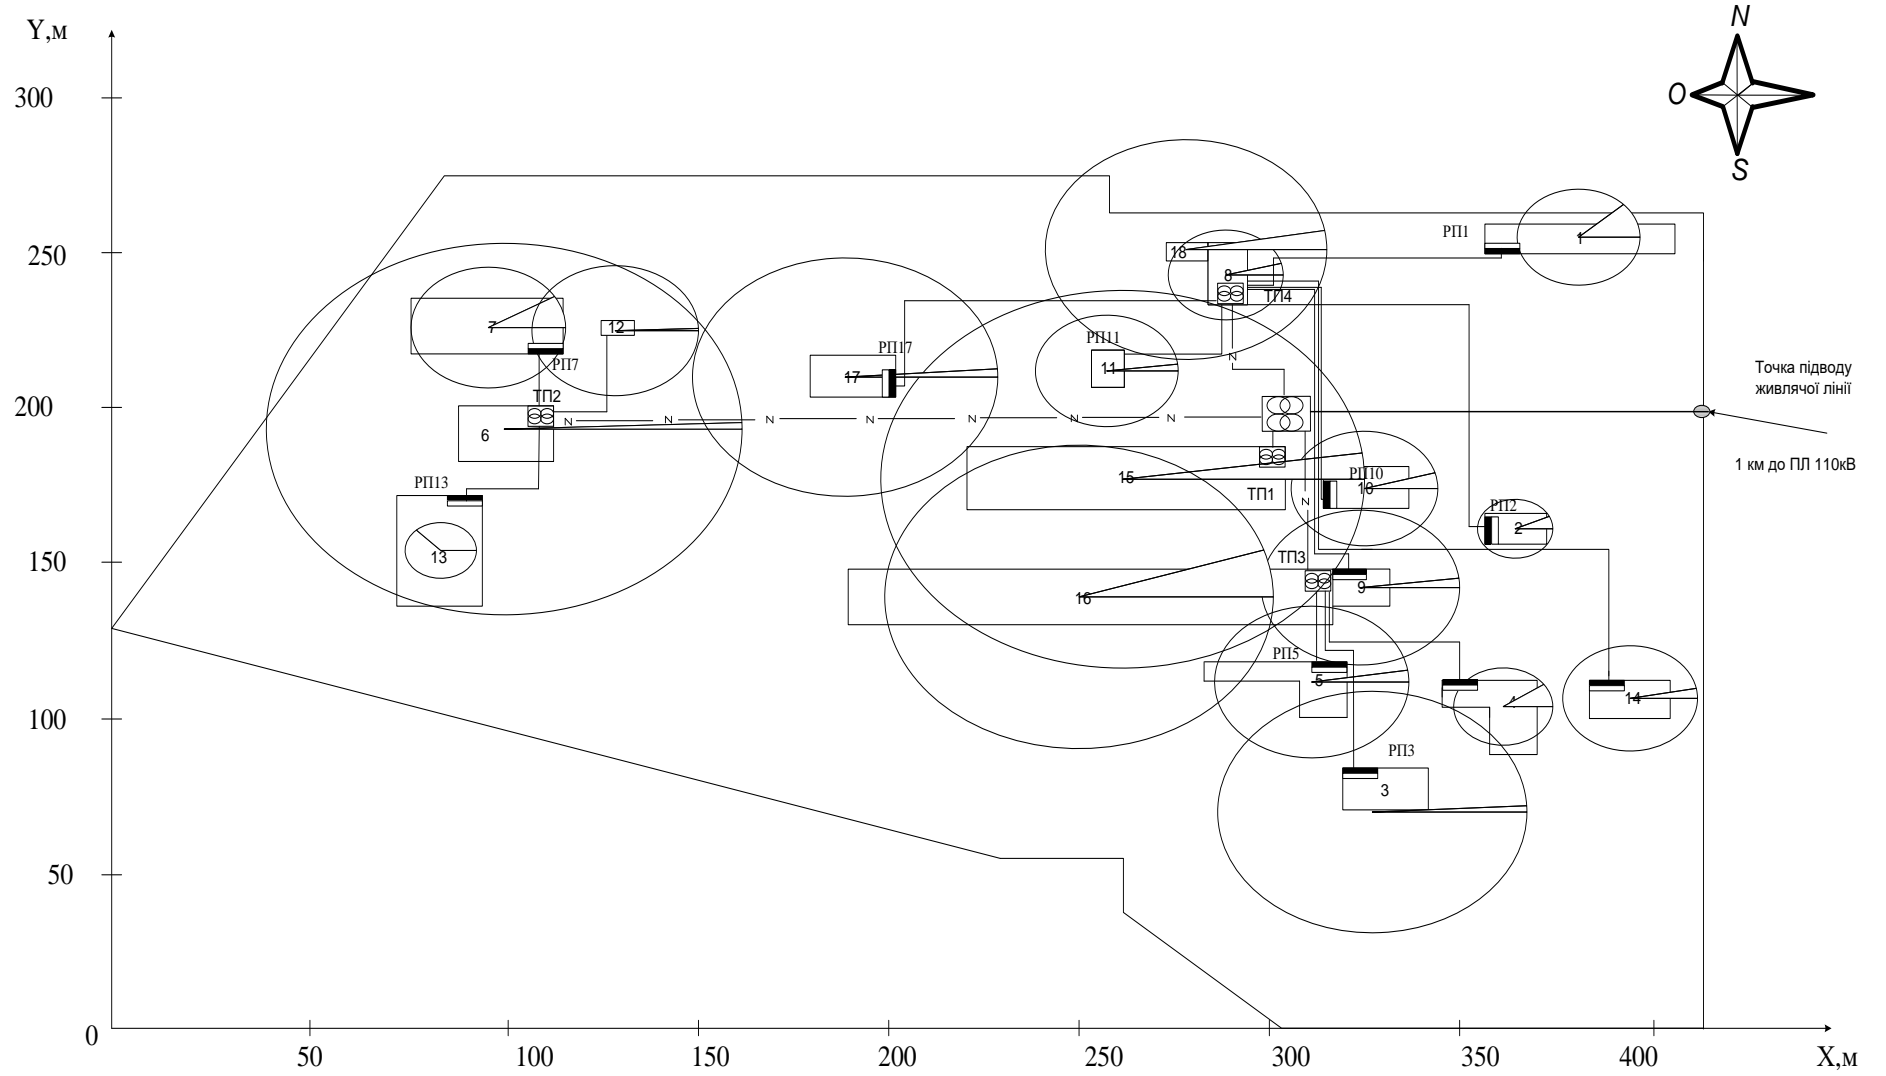 Y,м
N
300
O
S
250
РП1
1
18
8
ТП4
7
12
РП7
РП17
17
РП11
11
Точка підводу
живлячої лінії
200
ТП2
6
N
N
N
N
N
N
N
N
1 км до ПЛ 110кВ
РП13
15
ТП1
РП10
10
N
РП2
2
150
13
ТП3
9
16
РП5
5
4
14
100
РП3
3
50
0
50
100
150
200
250
300
350
400
X,м